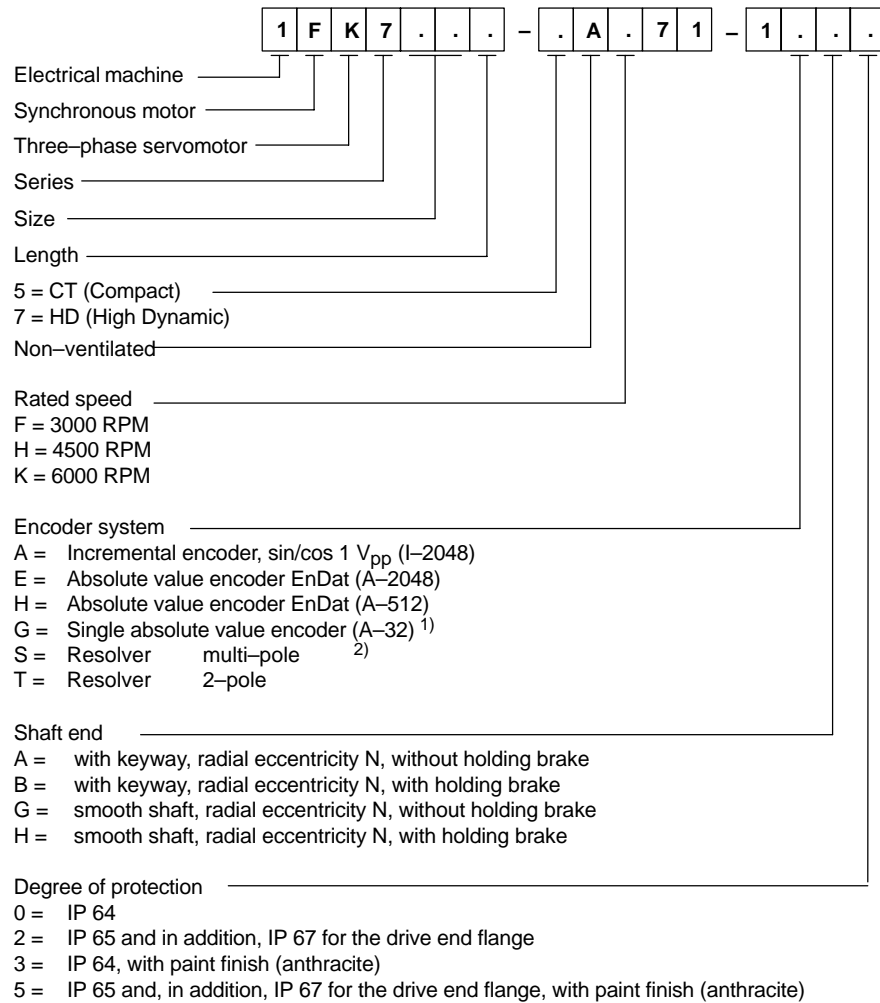 1 F K 7 . . . – . A . 7 1 – 1 . . .
Electrical machine
Synchronous motor
Three–phase servomotor
Series
Size
Length
5 = CT (Compact)
7 = HD (High Dynamic)
Non–ventilated
Rated speed
F = 3000 RPM
H = 4500 RPM
K = 6000 RPM
Encoder system
A = Incremental encoder, sin/cos 1 Vpp (I–2048)
E = Absolute value encoder EnDat (A–2048)
H = Absolute value encoder EnDat (A–512)
G = Single absolute value encoder (A–32) 1)
S = Resolver multi–pole 2)
T = Resolver 2–pole
Shaft end
A = with keyway, radial eccentricity N, without holding brake
B = with keyway, radial eccentricity N, with holding brake
G = smooth shaft, radial eccentricity N, without holding brake
H = smooth shaft, radial eccentricity N, with holding brake
Degree of protection
0 = IP 64
2 = IP 65 and in addition, IP 67 for the drive end flange
3 = IP 64, with paint finish (anthracite)
5 = IP 65 and, in addition, IP 67 for the drive end flange, with paint finish (anthracite)